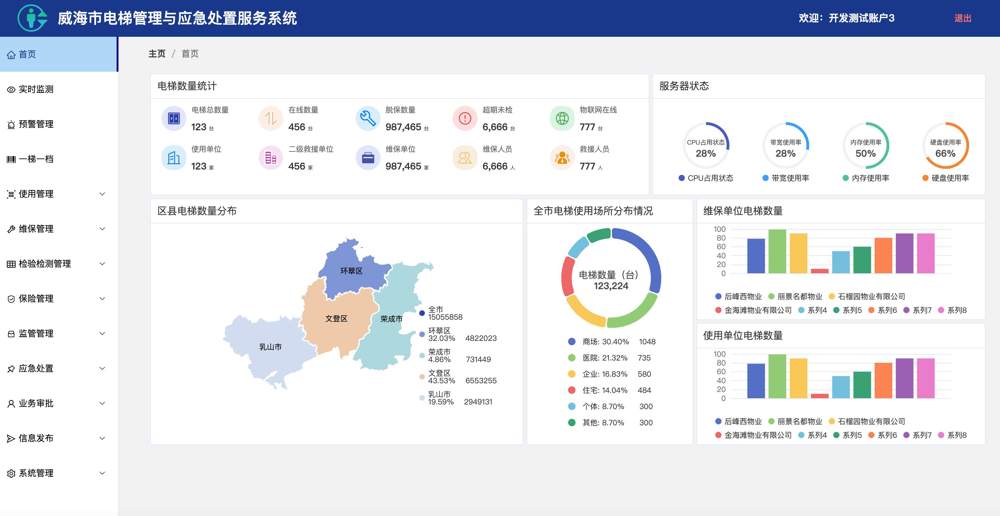 威海市电梯管理与应急处置服务系统
欢迎：开发测试账户3
退出
首页
实时监测
预警管理
一梯一档
使用管理
维保管理
检验检测管理
保险管理
监管管理
应急处置
业务审批
信息发布
系统管理
主页 / 首页
电梯数量统计
电梯总数量
123 台
在线数量
456 台
脱保数量
987,465 台
超期未检
6,666 台
物联网在线
777 台
使用单位
123 家
二级救援单位
456 家
维保单位
987,465 家
维保人员
6,666 人
救援人员
777 人
服务器状态
CPU占用状态
28%
带宽使用率
28%
内存使用率
50%
硬盘使用率
66%
CPU占用状态
带宽使用率
内存使用率
硬盘使用率
区县电梯数量分布
环翠区
文登区
荣成市
乳山市
全市
15055858
环翠区
32.03% 4822023
荣成市
4.86% 731449
文登区
43.53% 6553255
乳山市
19.59% 2949131
全市电梯使用场所分布情况
电梯数量（台）
123,224
商场: 30.40% 1048
医院: 21.32% 735
企业: 16.83% 580
住宅: 14.04% 484
个体: 8.70% 300
其他: 8.70% 300
维保单位电梯数量
100
80
60
40
20
0
后峰西物业 丽景名都物业 石榴园物业有限公司
金海滩物业有限公司 系列4 系列5 系列6 系列7 系列8
使用单位电梯数量
100
80
60
40
20
0
后峰西物业 丽景名都物业 石榴园物业有限公司
金海滩物业有限公司 系列4 系列5 系列6 系列7 系列8